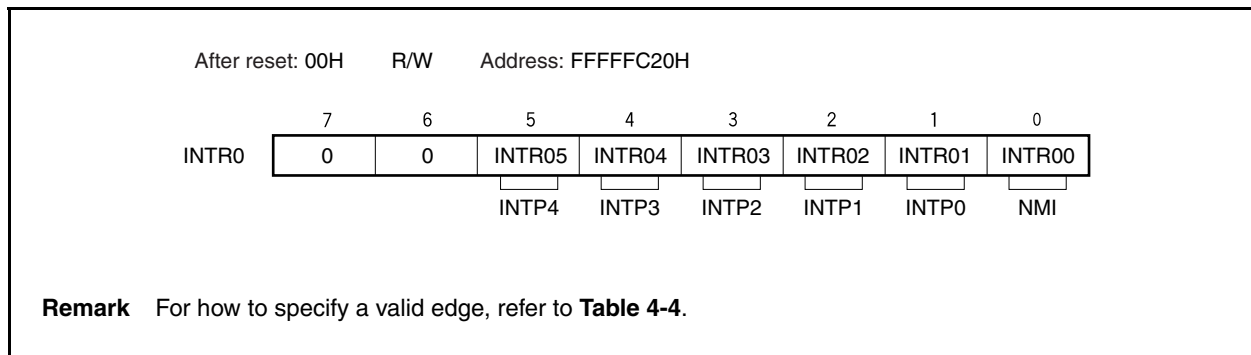 After reset: 00H R/W Address: FFFFFC20H
7 6 5 4 3 2 1 0
INTR0 0 0 INTR05 INTR04 INTR03 INTR02 INTR01 INTR00
INTP4 INTP3 INTP2 INTP1 INTP0 NMI
Remark For how to specify a valid edge, refer to Table 4-4.